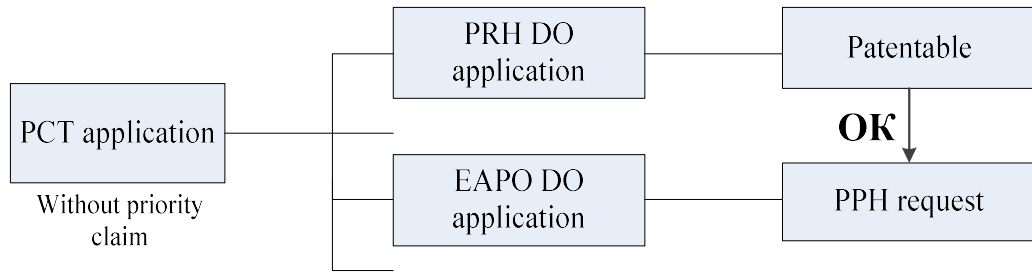 PCT application
Without priority
claim
PRH DO
application
EAPO DO
application
Patentable
OK
PPH request